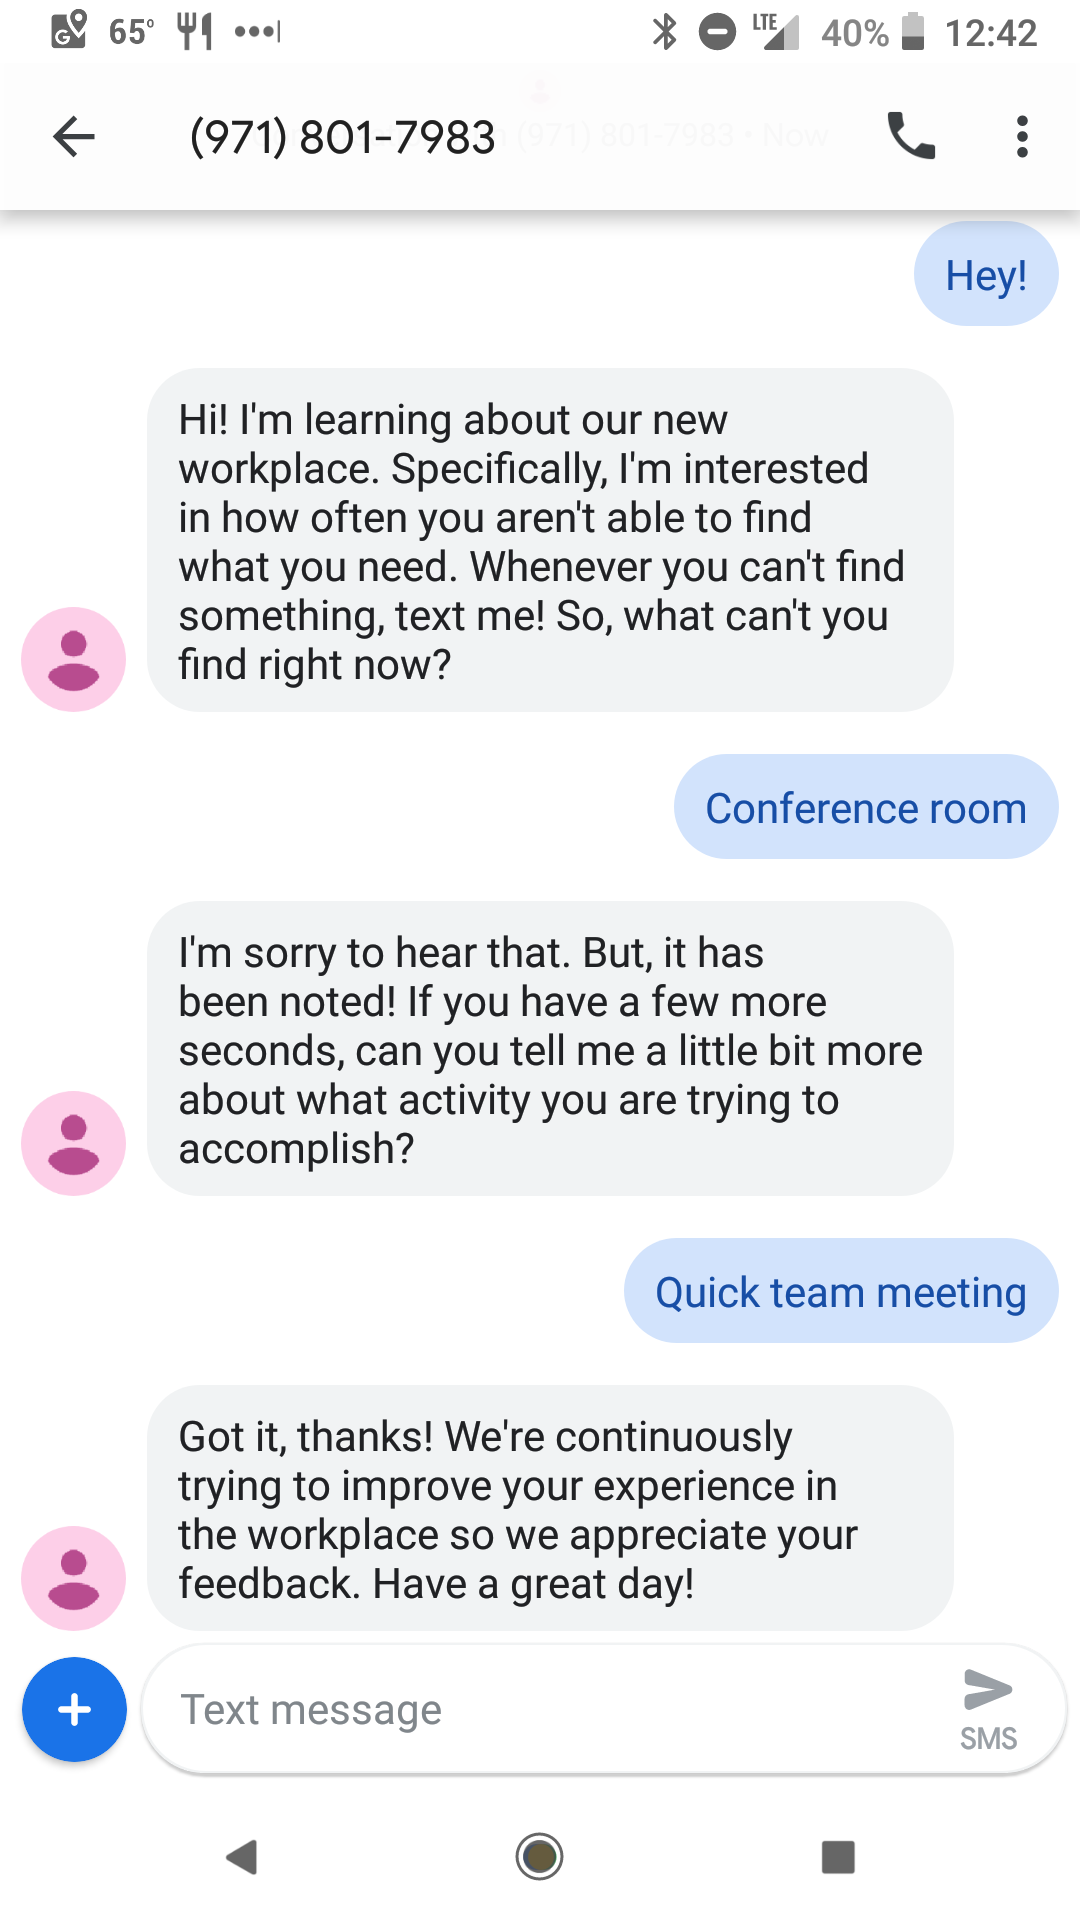 65° LTE 40% 12:42
(971) 801-7983
(971) 801-7983 • Now
Hey!
Hi! I'm learning about our new
workplace. Specifically, I'm interested
in how often you aren't able to find
what you need. Whenever you can't find
something, text me! So, what can't you
find right now?
Conference room
I'm sorry to hear that. But, it has
been noted! If you have a few more
seconds, can you tell me a little bit more
about what activity you are trying to
accomplish?
Quick team meeting
Got it, thanks! We're continuously
trying to improve your experience in
the workplace so we appreciate your
feedback. Have a great day!
Text message
SMS